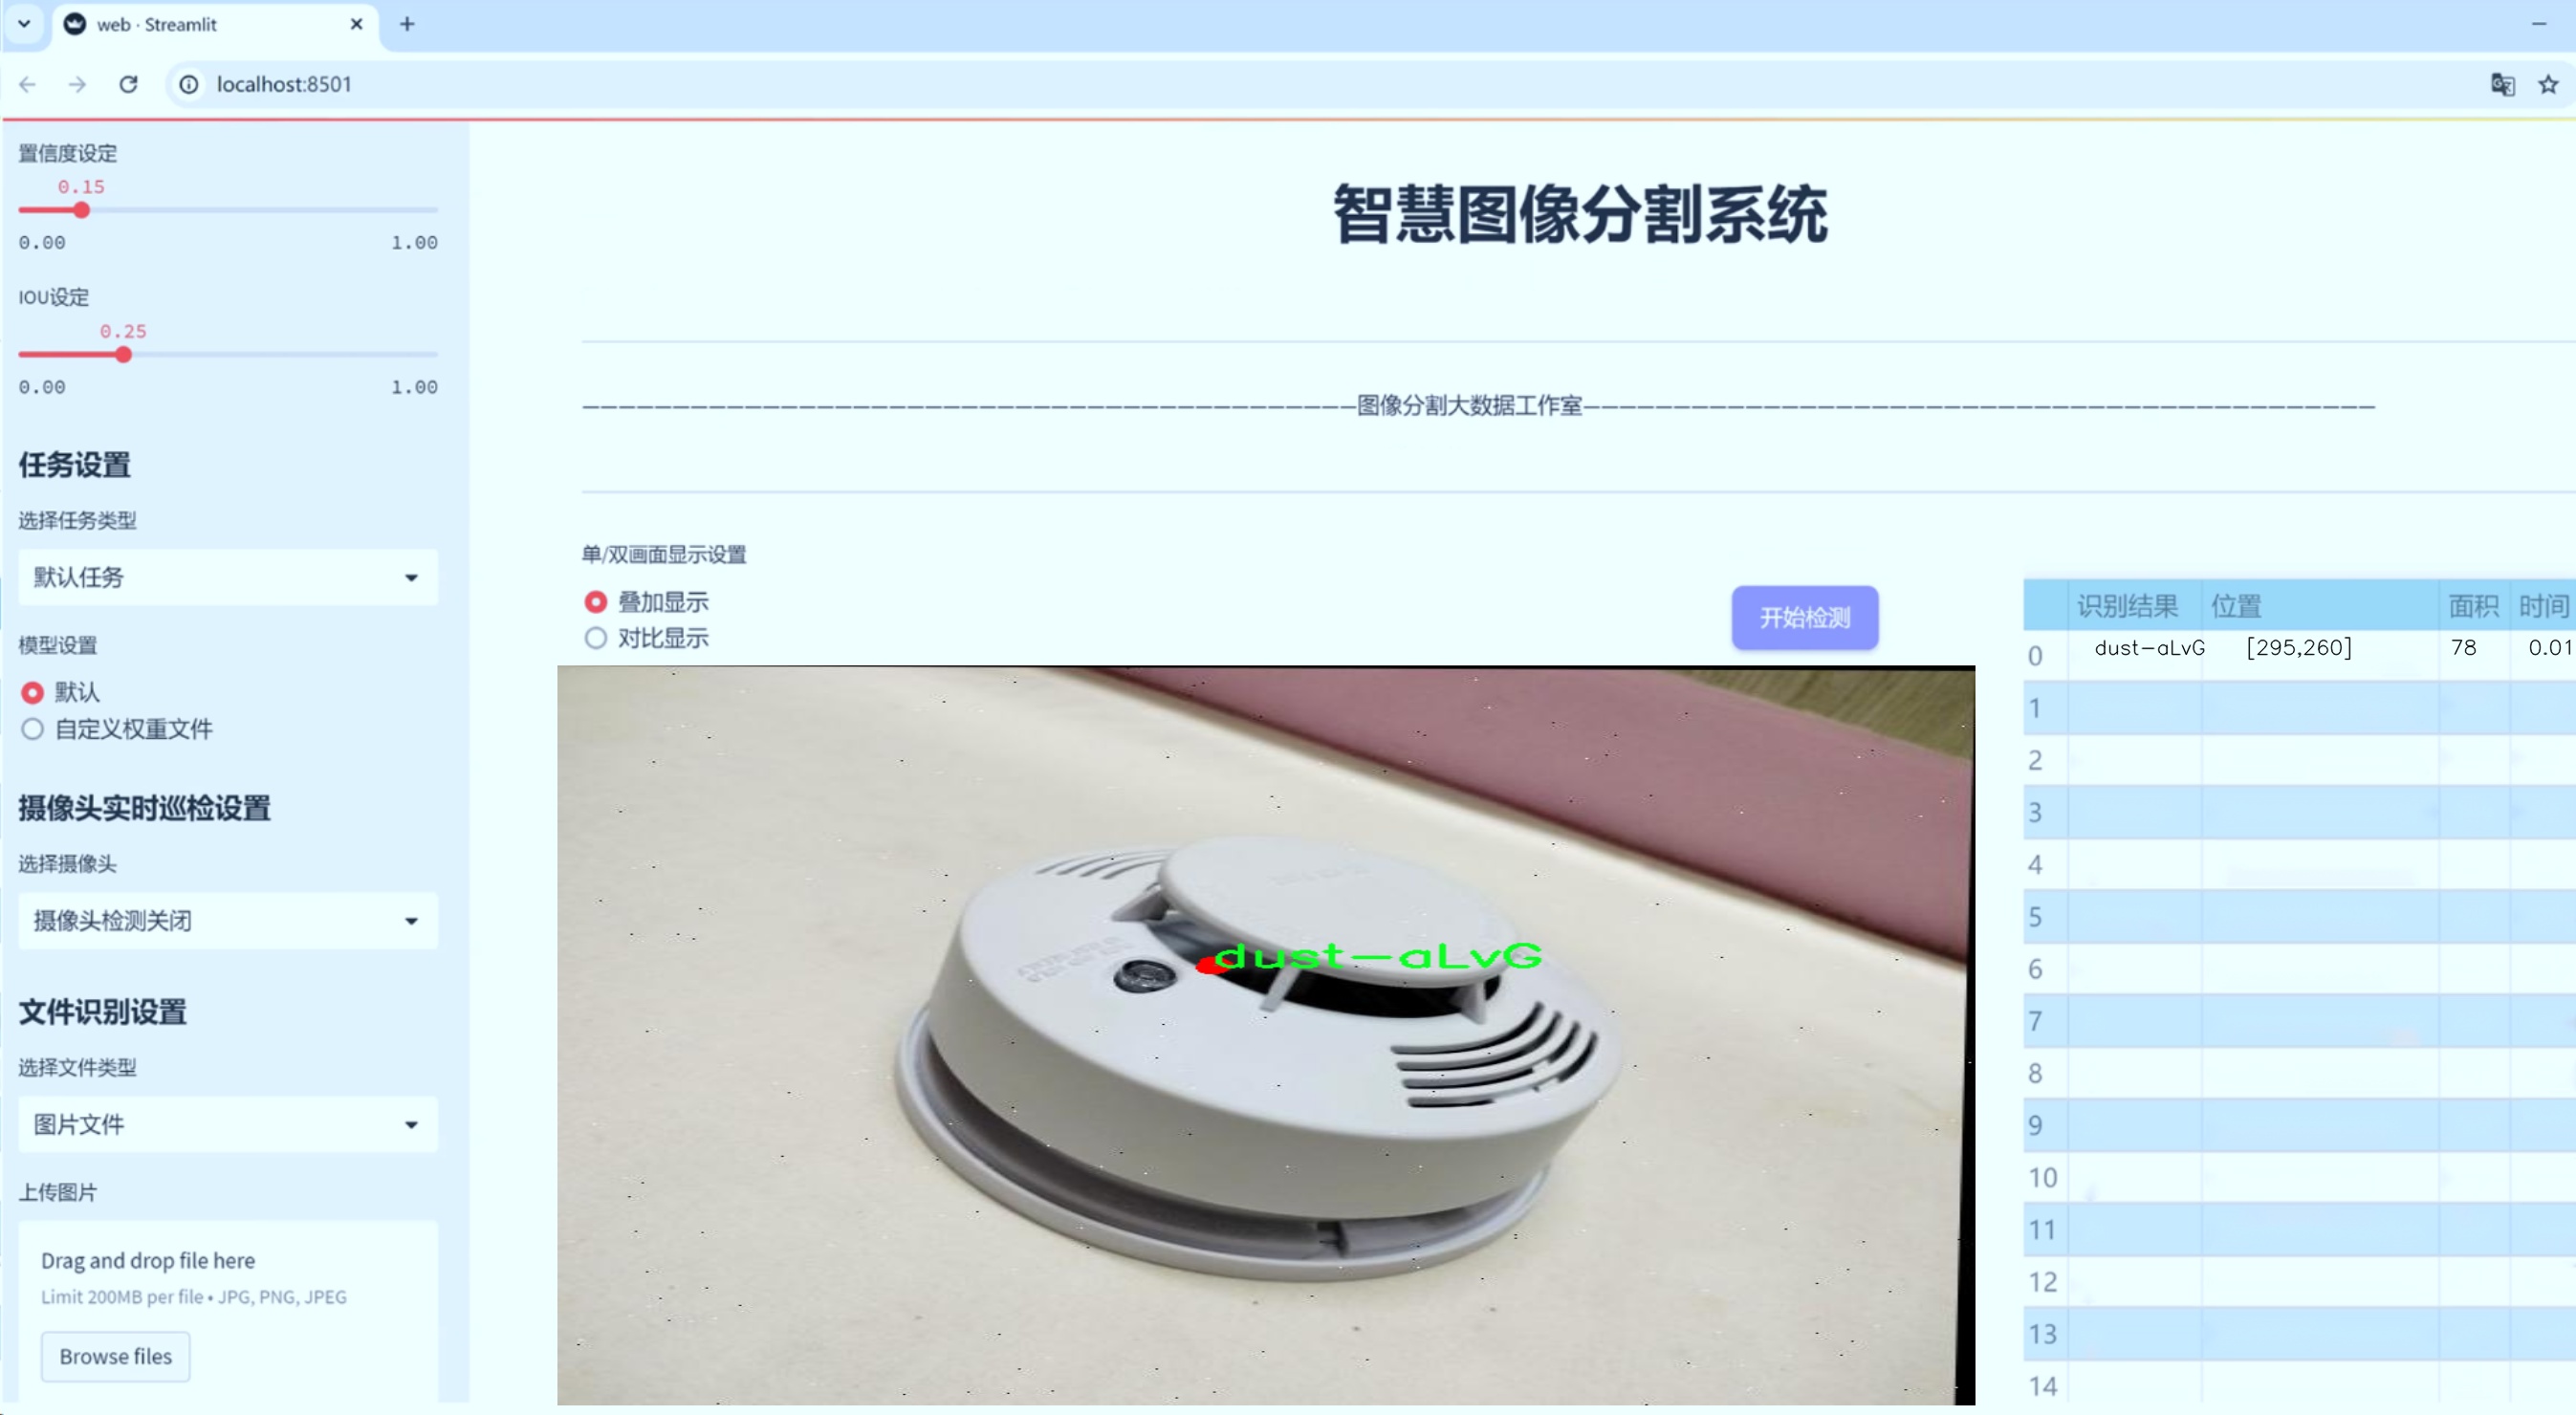 web · Streamlit
localhost:8501
置信度设定
0.15
0.00 1.00
IOU设定
0.25
0.00 1.00
任务设置
选择任务类型
默认任务
模型设置
默认
自定义权重文件
摄像头实时巡检设置
选择摄像头
摄像头检测关闭
文件识别设置
选择文件类型
图片文件
上传图片
Drag and drop file here
Limit 200MB per file • JPG, PNG, JPEG
Browse files
智慧图像分割系统
图像分割大数据工作室
单/双画面显示设置
叠加显示
对比显示
开始检测
dust-aLvG
识别结果 位置 面积 时间
0 dust-aLvG [295,260] 78 0.01
1
2
3
4
5
6
7
8
9
10
11
12
13
14